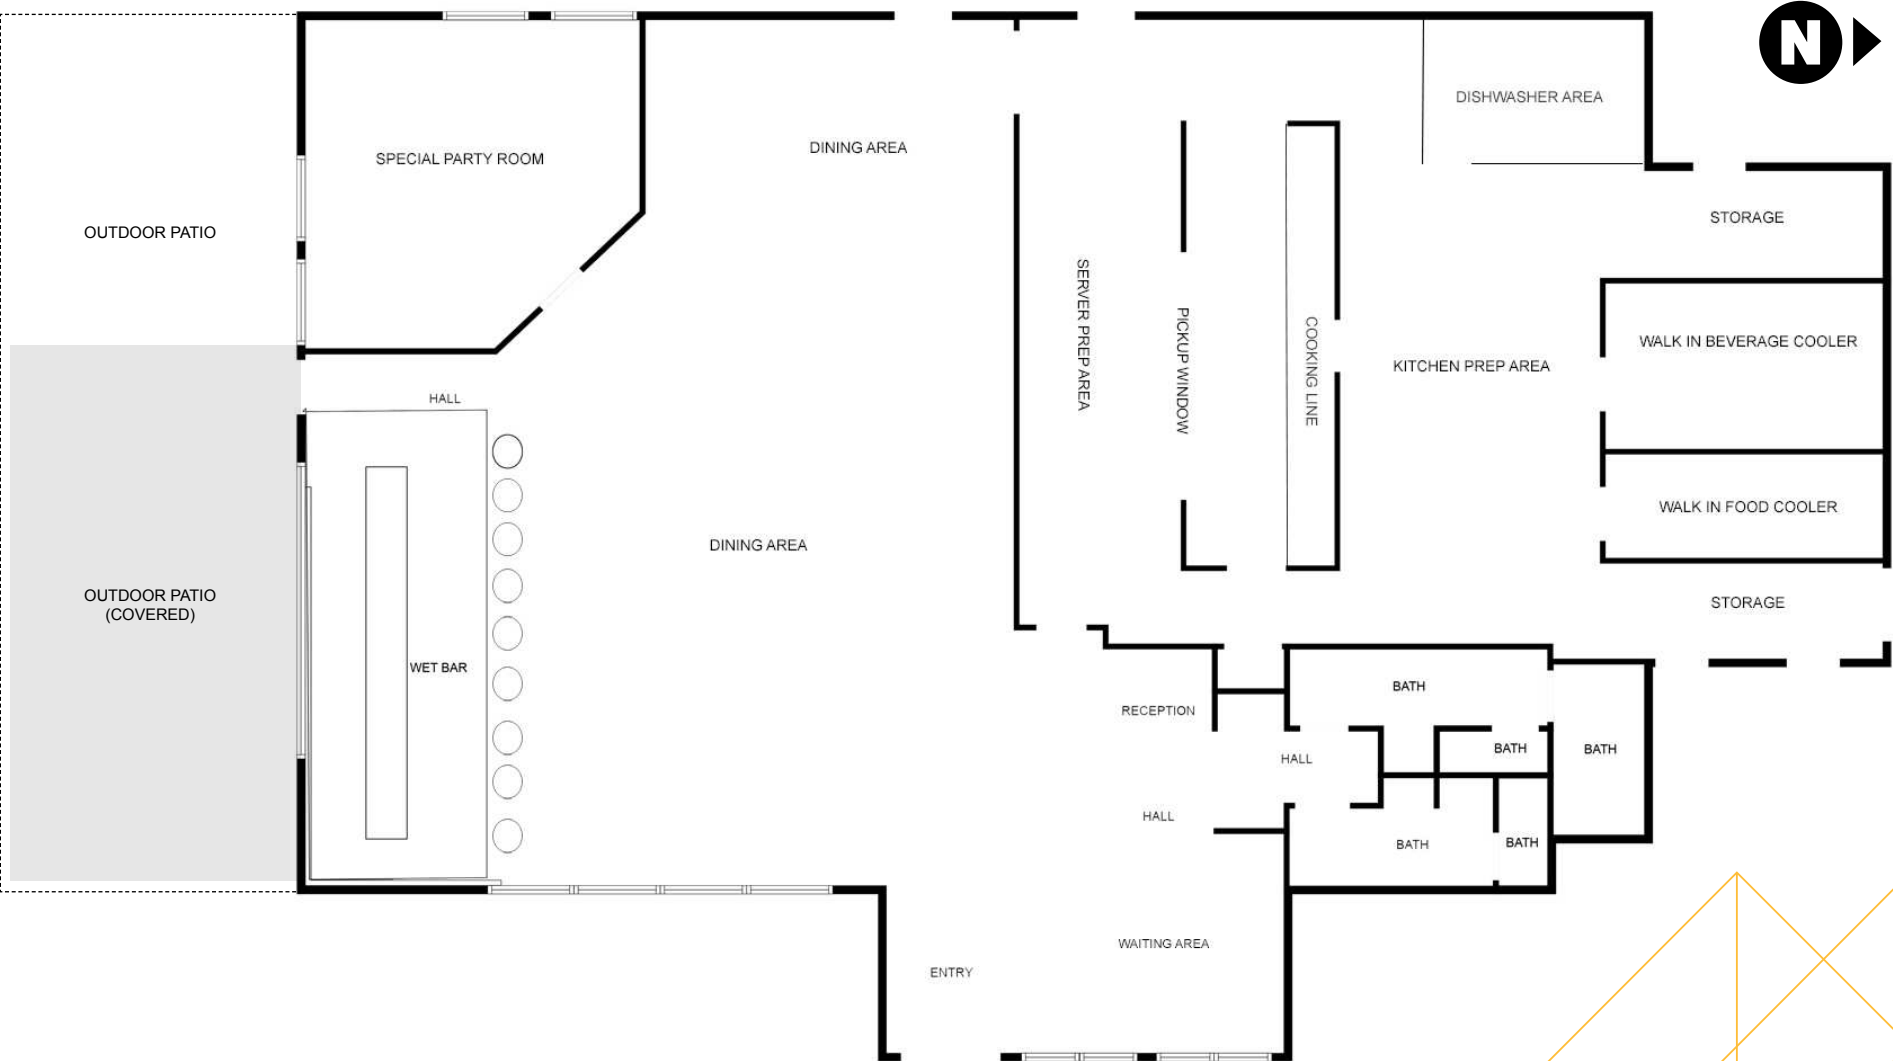 N
DISHWASHER AREA
DINING AREA
SPECIAL PARTY ROOM
OUTDOOR PATIO
STORAGE
SERVER PREP AREA
PICKUP WINDOW
COOKING LINE
WALK IN BEVERAGE COOLER
KITCHEN PREP AREA
HALL
WALK IN FOOD COOLER
DINING AREA
OUTDOOR PATIO
(COVERED)
STORAGE
WET BAR
BATH
RECEPTION
BATH
BATH
HALL
HALL
BATH
BATH
WAITING AREA
ENTRY